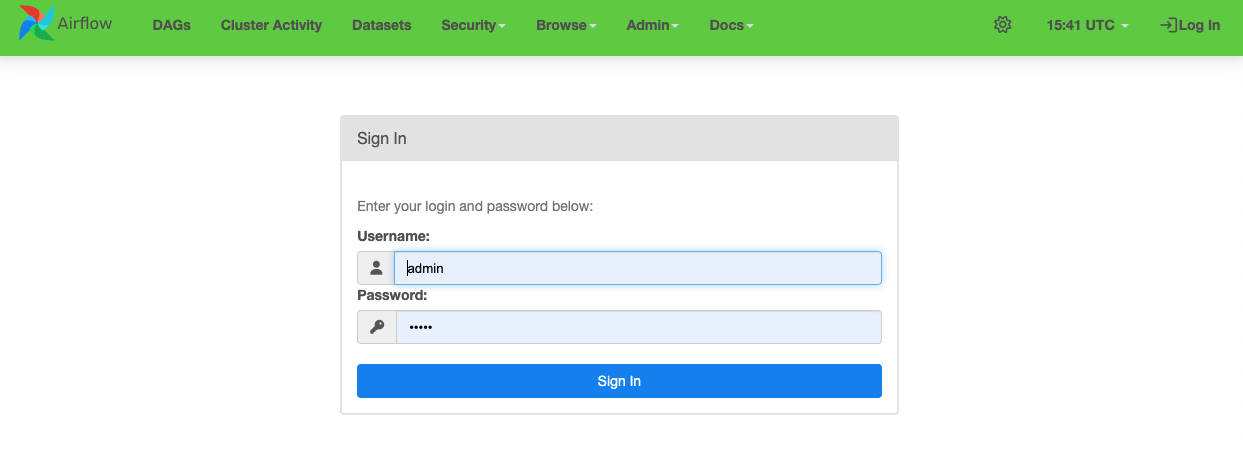 Airflow DAGs Cluster Activity Datasets Security Browse Admin Docs 15:41 UTC Log In
Sign In
Enter your login and password below:
Username:
admin
Password:
•••••
Sign In